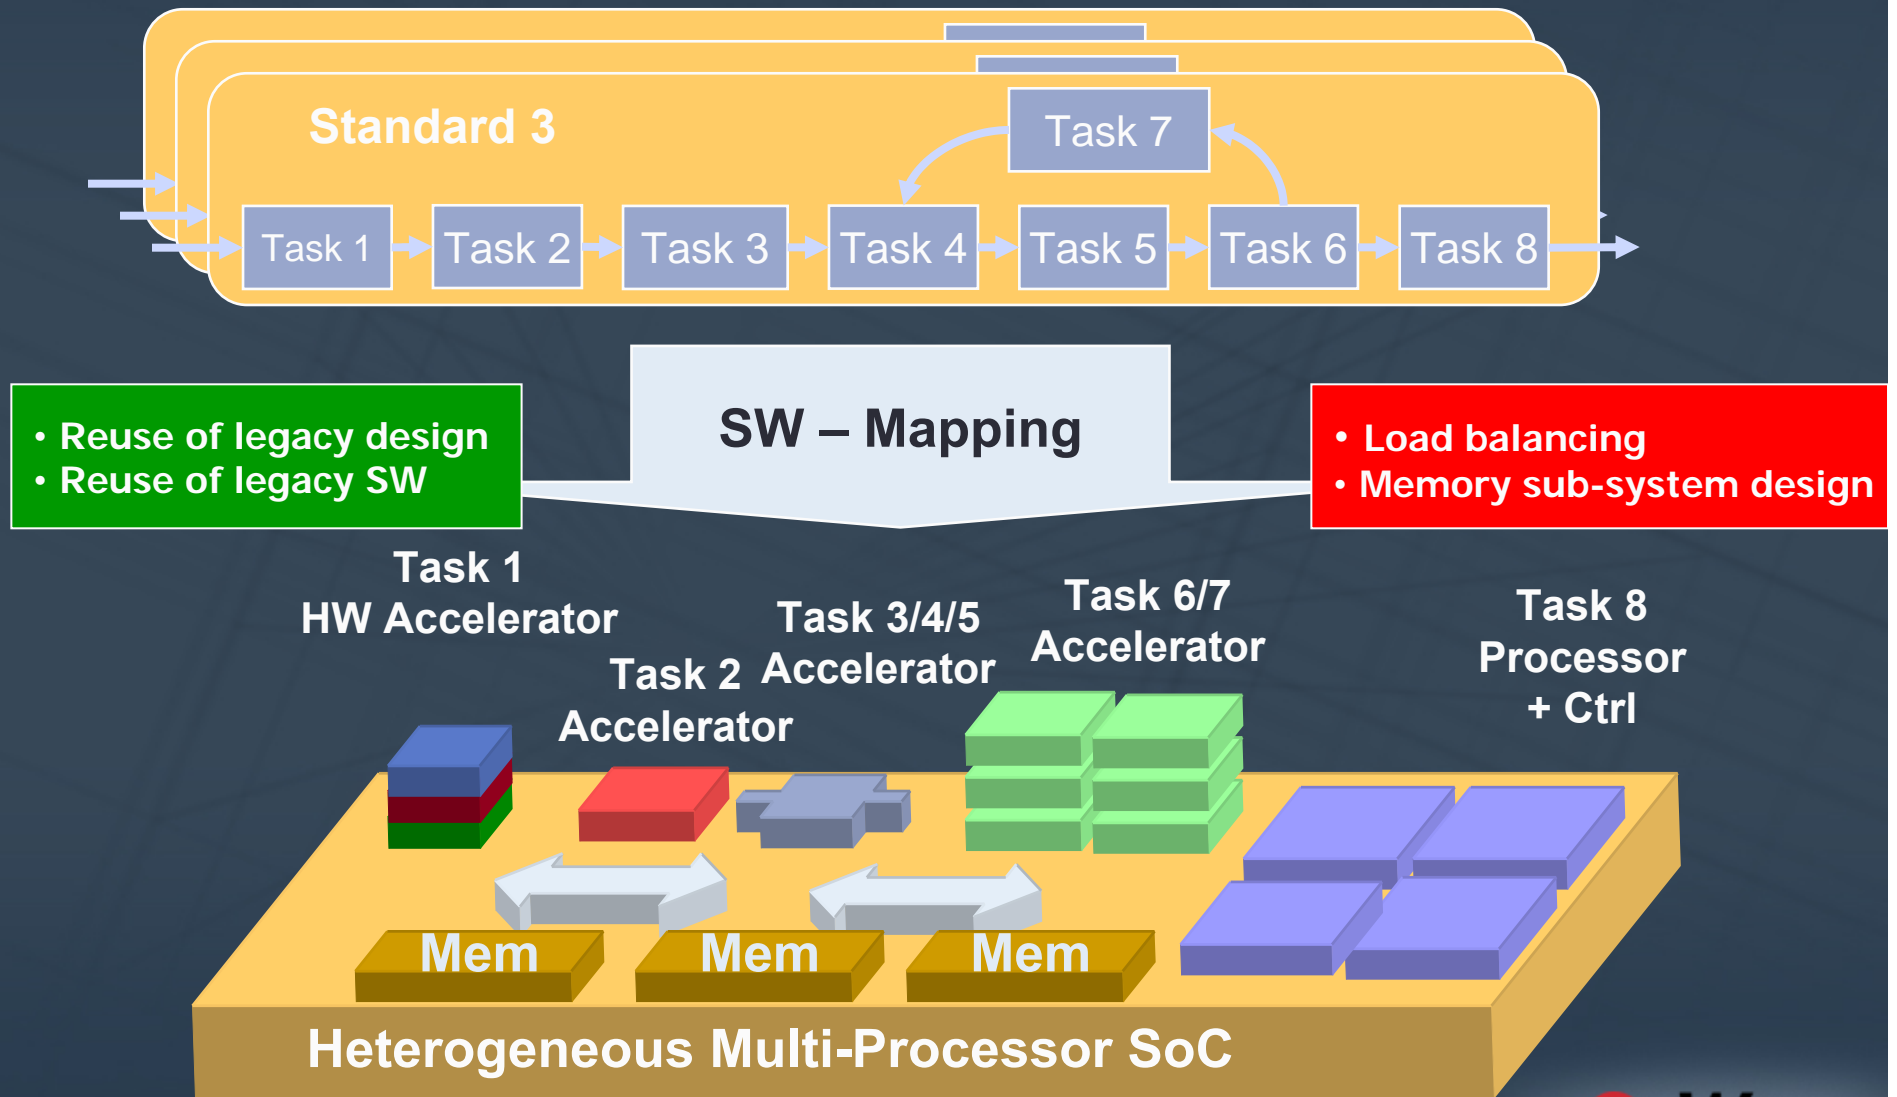 Standard 3
Task 7
Task 1
Task 2
Task 3
Task 4
Task 5
Task 6
Task 8
SW – Mapping
• Reuse of legacy design
• Reuse of legacy SW
• Load balancing
• Memory sub-system design
Task 1
HW Accelerator
Task 2
Accelerator
Task 3/4/5
Accelerator
Task 6/7
Accelerator
Task 8
Processor
+ Ctrl
Mem
Mem
Mem
Heterogeneous Multi-Processor SoC